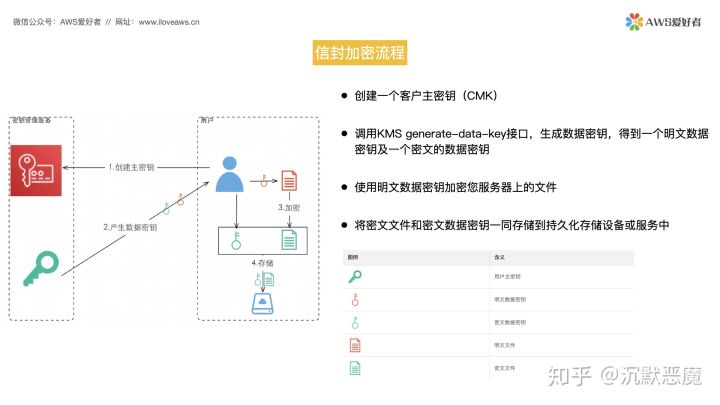 微信公众号：AWS爱好者 // 网址：www.iloveaws.cn
AWS爱好者
信封加密流程
密钥管理服务
用户
1.创建主密钥
2.产生数据密钥
3.加密
4.存储
● 创建一个客户主密钥（CMK）
● 调用KMS generate-data-key接口，生成数据密钥，得到一个明文数据
密钥及一个密文的数据密钥
● 使用明文数据密钥加密您服务器上的文件
● 将密文文件和密文数据密钥一同存储到持久化存储设备或服务中
图例 含义
用户主密钥
明文数据密钥
密文数据密钥
明文文件
密文文件
知乎 @沉默恶魔